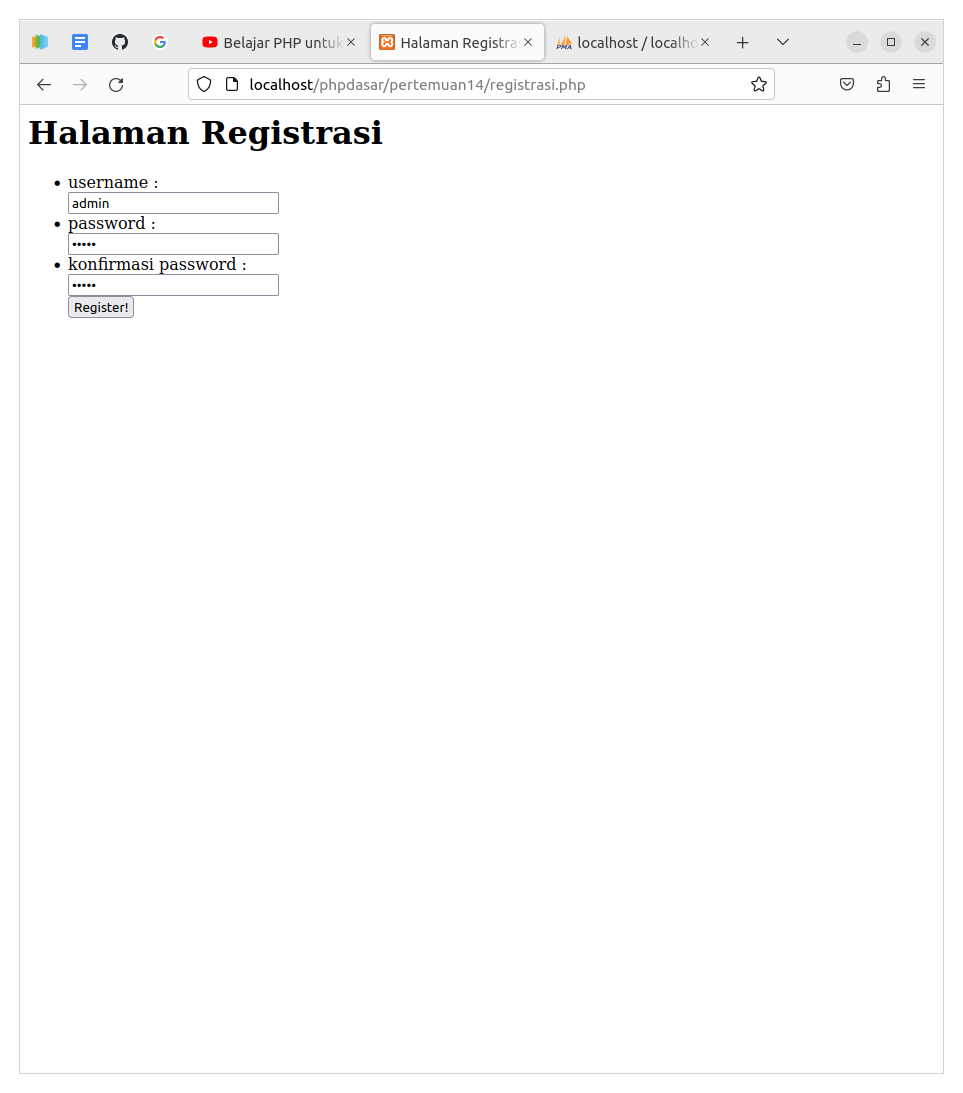 Belajar PHP untuk
Halaman Registras
localhost / localho
localhost/phpdasar/pertemuan14/registrasi.php
Halaman Registrasi
• username :
admin
• password :
•••••
• konfirmasi password :
•••••
Register!